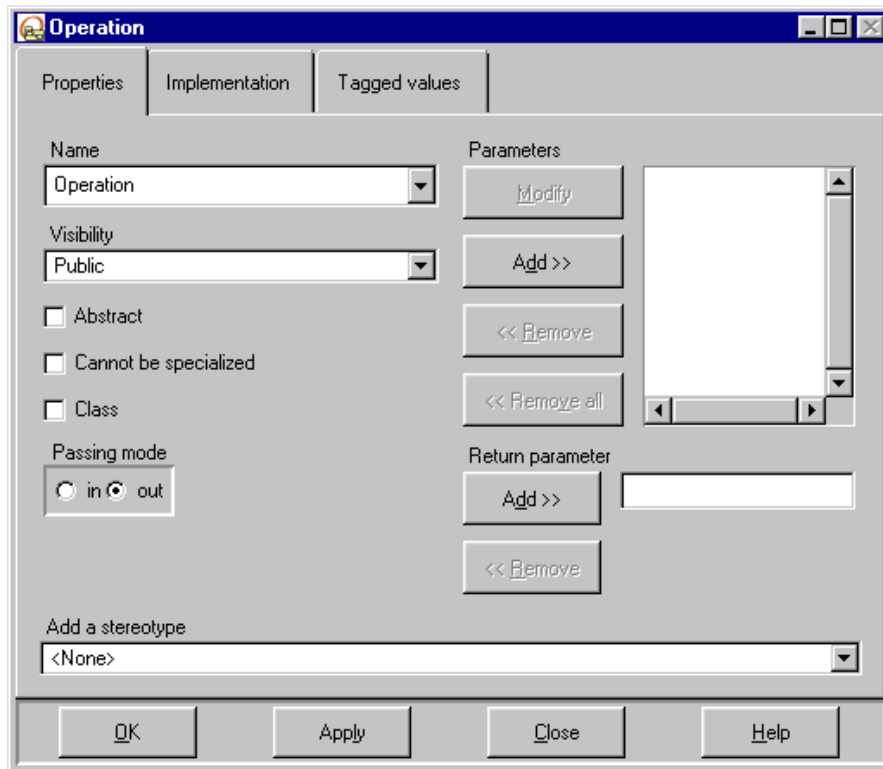 Operation
Properties
Implementation
Tagged values
Name
Operation
Visibility
Public
Abstract
Cannot be specialized
Class
Passing mode
in out
Parameters
Modify
Add >>
<< Remove
<< Remove all
Return parameter
Add >>
<< Remove
Add a stereotype
<None>
OK
Apply
Close
Help